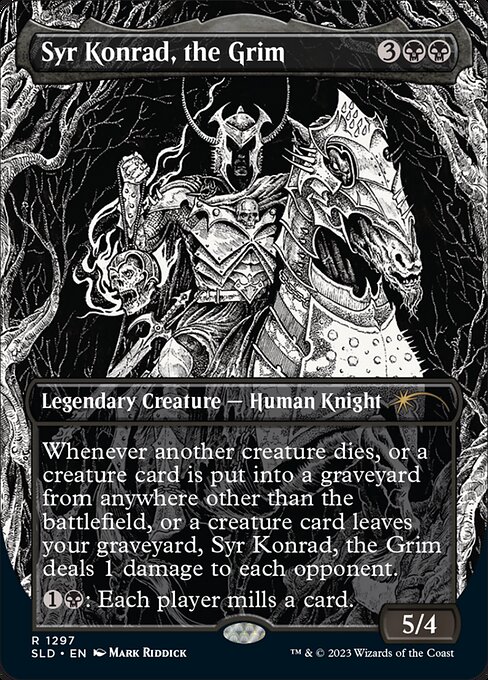 Syr Konrad, the Grim 3
Legendary Creature — Human Knight
Whenever another creature dies, or a
creature card is put into a graveyard
from anywhere other than the
battlefield, or a creature card leaves
your graveyard, Syr Konrad, the Grim
deals 1 damage to each opponent.
1: Each player mills a card.
5/4
R 1297
SLD • EN MARK RIDDICK ™ & © 2023 Wizards of the Coast